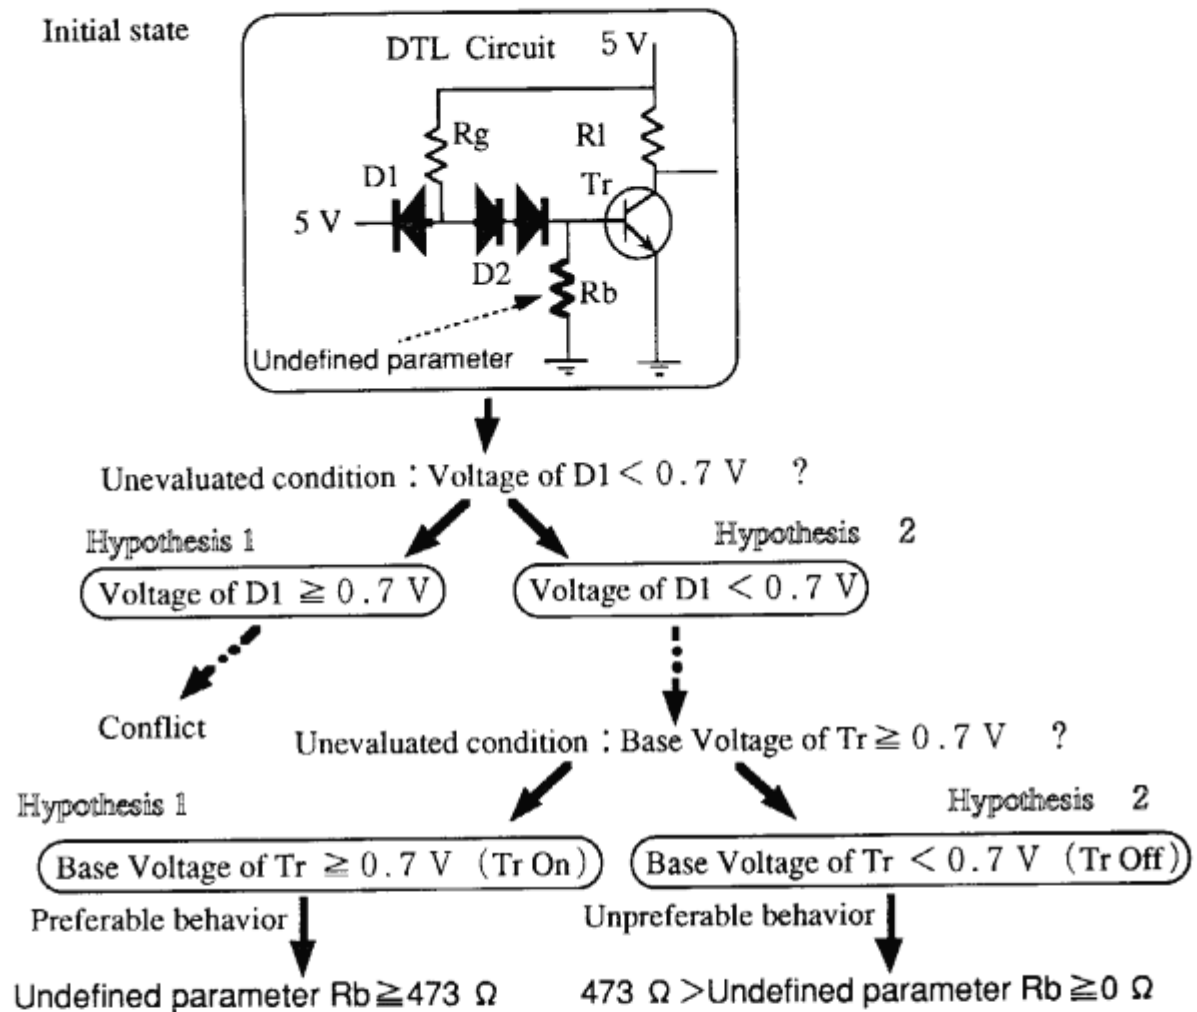 Initial state
DTL Circuit 5 V
Rg
Rl
D1
Tr
5 V
D2
Rb
Undefined parameter
Unevaluated condition : Voltage of D1 < 0.7 V ?
Hypothesis 1
Hypothesis 2
Voltage of D1 ≧ 0.7 V
Voltage of D1 < 0.7 V
Conflict
Unevaluated condition : Base Voltage of Tr ≧ 0.7 V ?
Hypothesis 1
Hypothesis 2
Base Voltage of Tr ≧ 0.7 V (Tr On)
Base Voltage of Tr < 0.7 V (Tr Off)
Preferable behavior
Unpreferable behavior
Undefined parameter Rb ≧ 473 Ω
473 Ω > Undefined parameter Rb ≧ 0 Ω